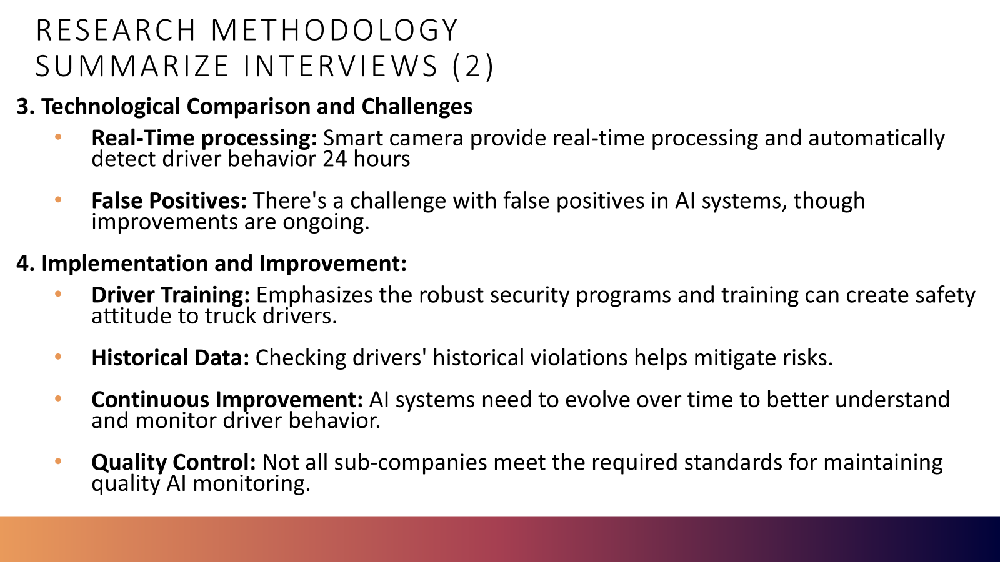 RESEARCH METHODOLOGY
SUMMARIZE INTERVIEWS (2)
3. Technological Comparison and Challenges
• Real-Time processing: Smart camera provide real-time processing and automatically
detect driver behavior 24 hours
• False Positives: There's a challenge with false positives in AI systems, though
improvements are ongoing.
4. Implementation and Improvement:
• Driver Training: Emphasizes the robust security programs and training can create safety
attitude to truck drivers.
• Historical Data: Checking drivers' historical violations helps mitigate risks.
• Continuous Improvement: AI systems need to evolve over time to better understand
and monitor driver behavior.
• Quality Control: Not all sub-companies meet the required standards for maintaining
quality AI monitoring.